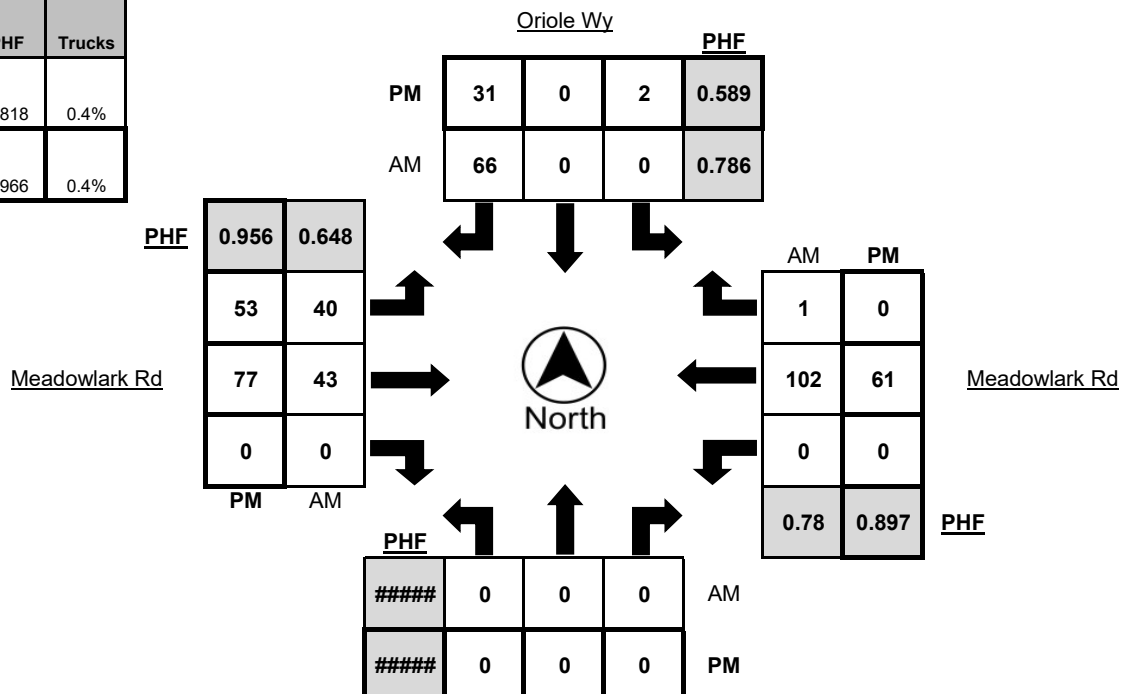 Oriole Wy
PHF
Trucks
PHF
PM 31 0 2 0.589
818 0.4%
AM 66 0 0 0.786
966 0.4%
PHF 0.956 0.648
AM PM
53 40
1 0
Meadowlark Rd 77 43
North
102 61 Meadowlark Rd
0 0
0 0
PM AM
0.78 0.897 PHF
PHF
##### 0 0 0 AM
##### 0 0 0 PM